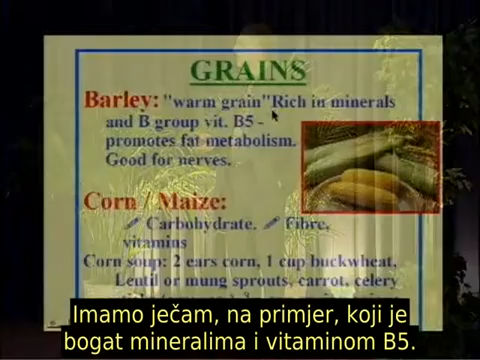 GRAINS
Barley: "warm grain"Rich in minerals
and B group vit. B5 -
promotes fat metabolism.
Good for nerves.
Corn / Maize:
Carbohydrate. Fibre,
vitamins
Corn soup: 2 ears corn, 1 cup buckwheat,
Lentil or mung sprouts, carrot, celery
Imamo ječam, na primjer, koji je
bogat mineralima i vitaminom B5.